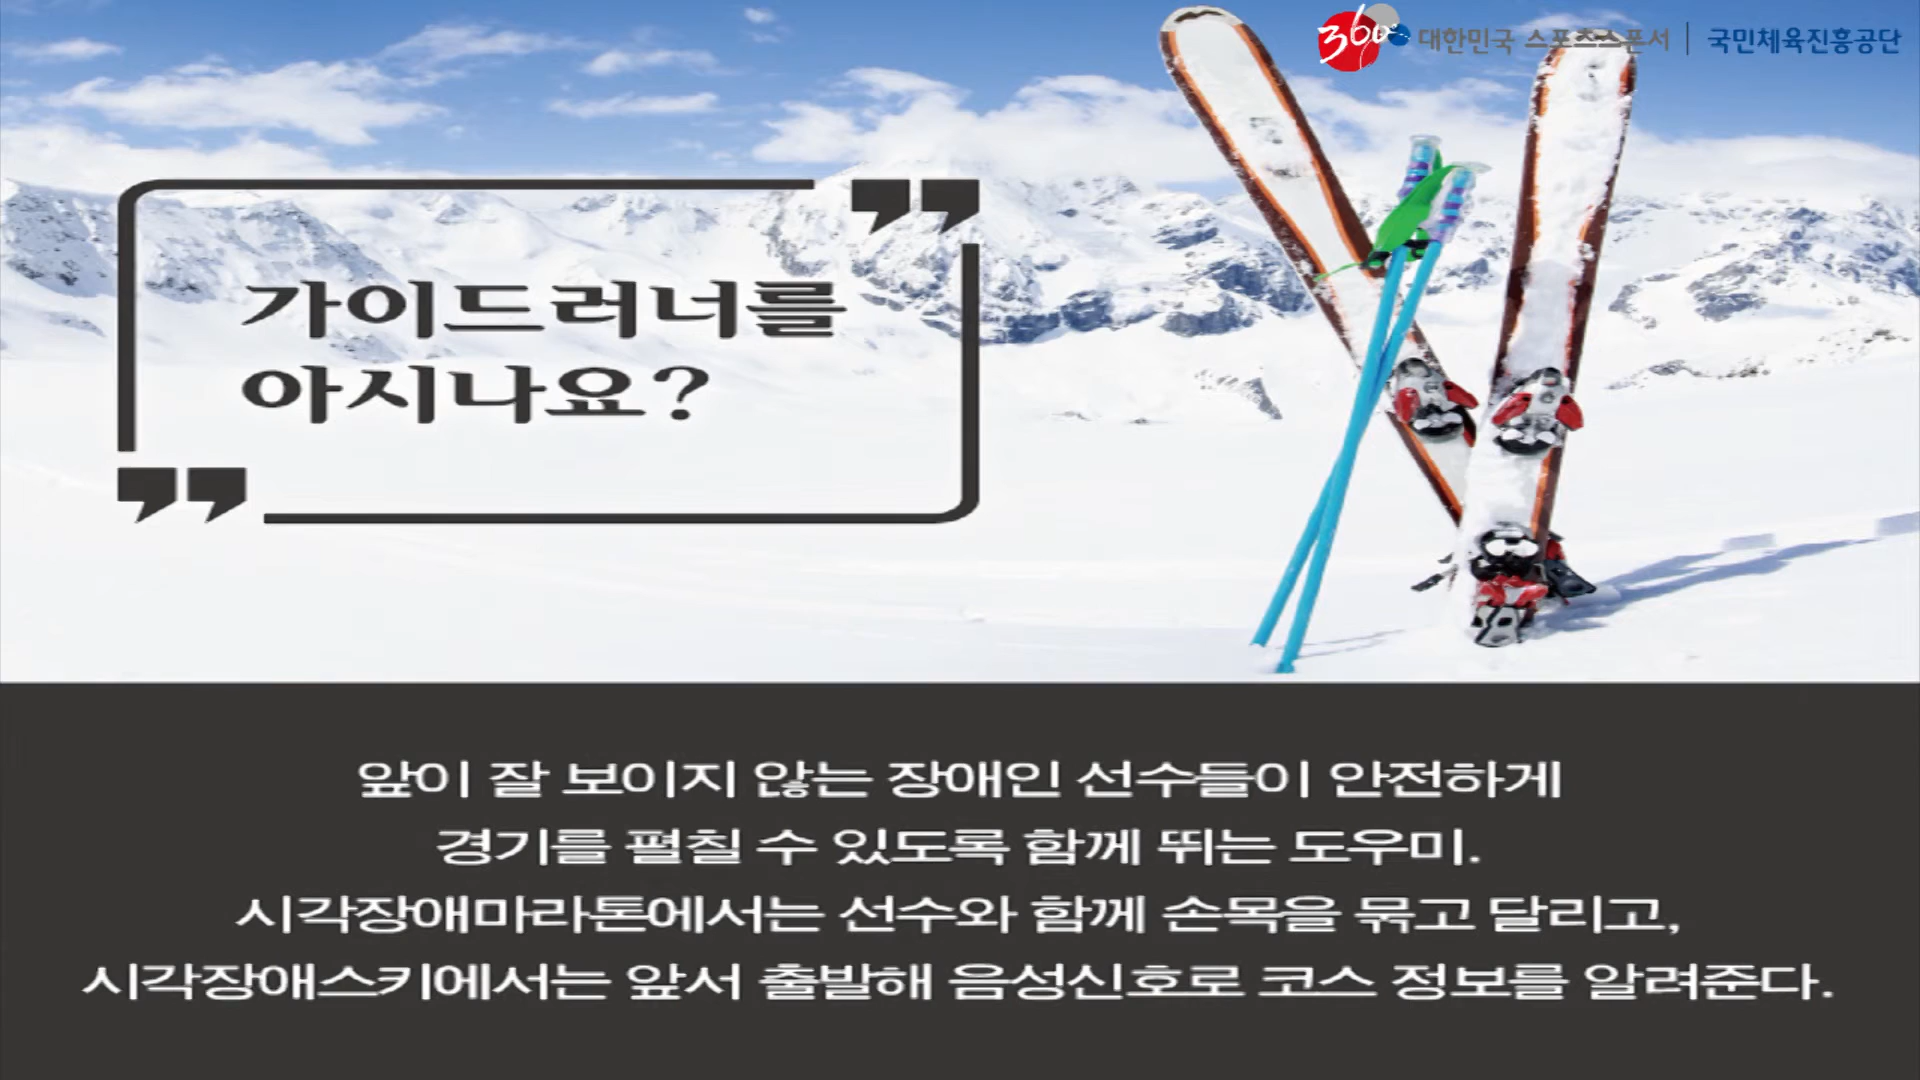 360° 대한민국 스포츠스폰서 | 국민체육진흥공단
가이드러너를
아시나요?
앞이 잘 보이지 않는 장애인 선수들이 안전하게
경기를 펼칠 수 있도록 함께 뛰는 도우미.
시각장애마라톤에서는 선수와 함께 손목을 묶고 달리고,
시각장애스키에서는 앞서 출발해 음성신호로 코스 정보를 알려준다.